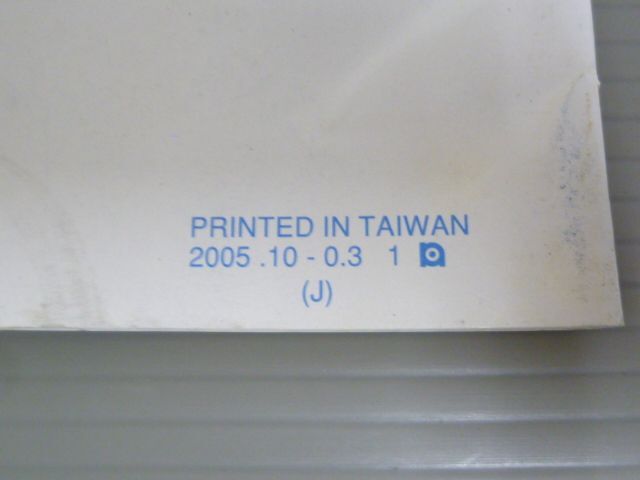 PRINTED IN TAIWAN
2005 .10 - 0.3 1
(J)